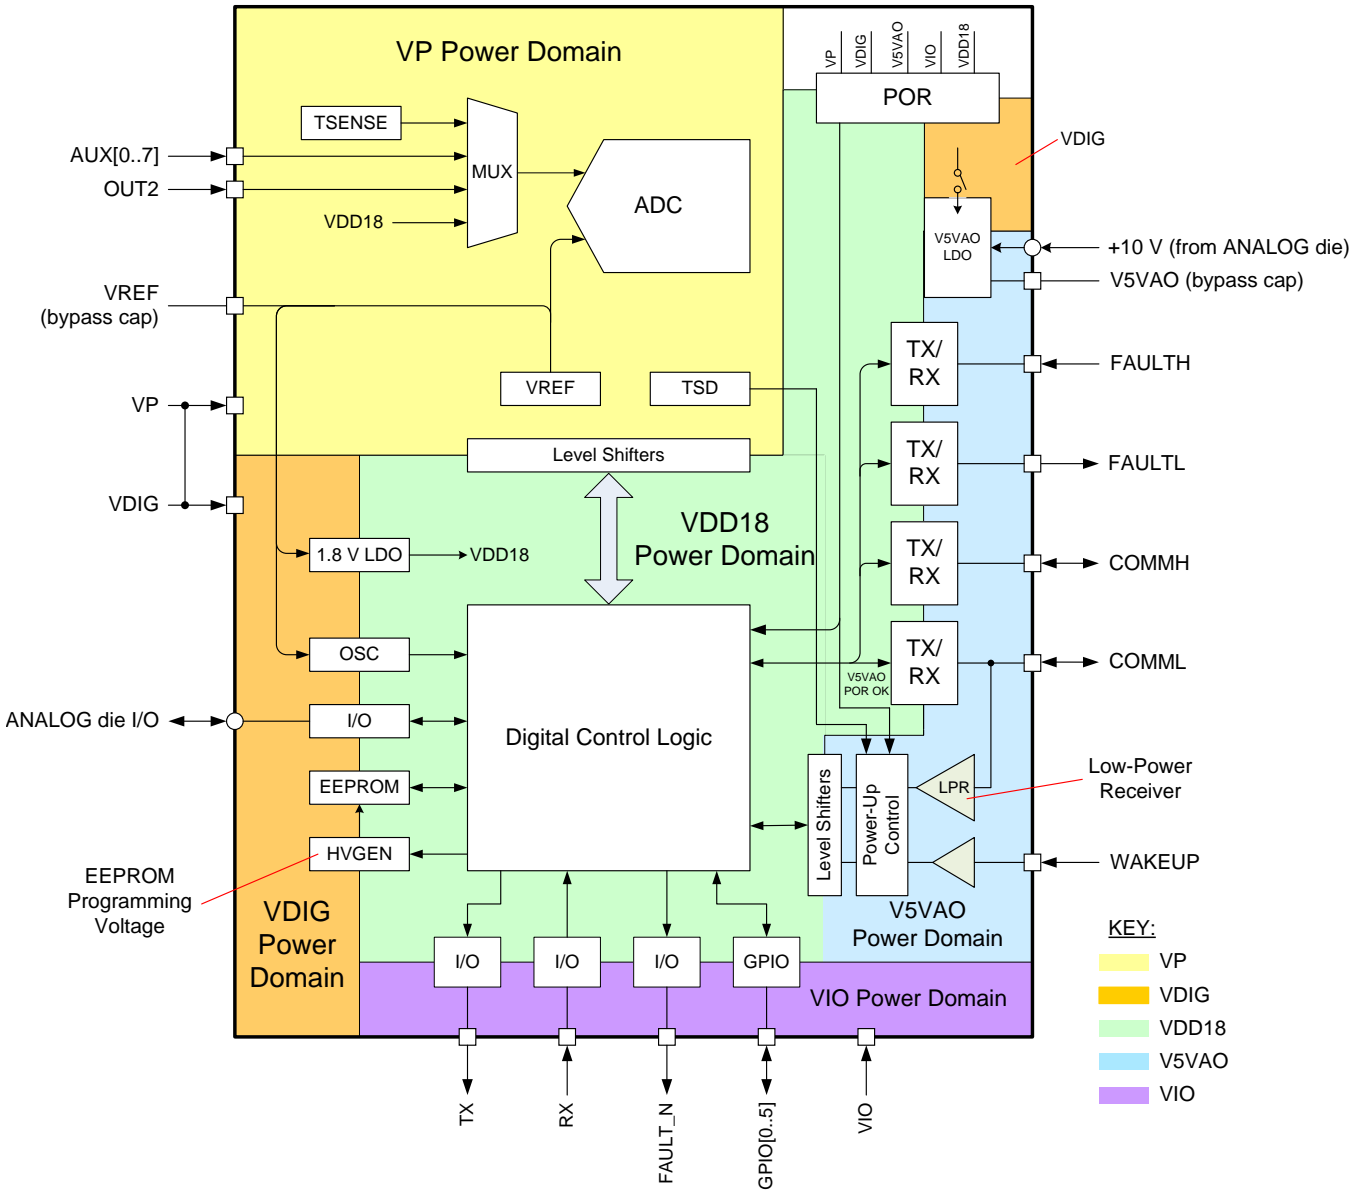 VP Power Domain
VP
VDIG
V5VAO
VIO
VDD18
POR
TSENSE
MUX
ADC
AUX[0..7]
OUT2
VDD18
VDIG
V5VAO
LDO
+10 V (from ANALOG die)
V5VAO (bypass cap)
VREF
(bypass cap)
VREF
TSD
TX/
RX
FAULTH
VP
Level Shifters
TX/
RX
FAULTL
VDIG
VDD18
Power Domain
1.8 V LDO
VDD18
TX/
RX
COMMH
OSC
TX/
RX
COMML
V5VAO
POR OK
ANALOG die I/O
I/O
Digital Control Logic
EEPROM
Level Shifters
Power-Up
Control
LPR
Low-Power
Receiver
HVGEN
WAKEUP
EEPROM
Programming
Voltage
VDIG
Power
Domain
V5VAO
Power Domain
I/O
I/O
I/O
GPIO
VIO Power Domain
TX
RX
FAULT_N
GPIO[0..5]
VIO
KEY:
VP
VDIG
VDD18
V5VAO
VIO